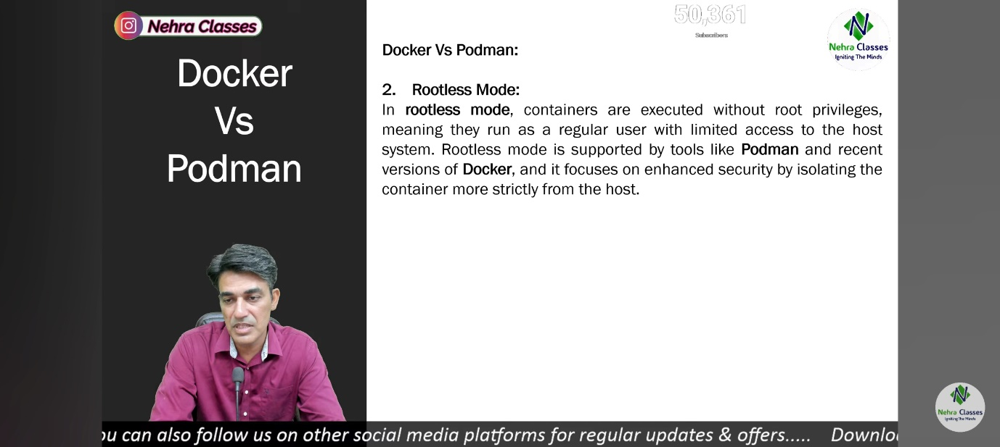 Nehra Classes
Docker
Vs
Podman
50,361
Subscribers
Nehra Classes
Igniting The Minds
Docker Vs Podman:
2. Rootless Mode:
In rootless mode, containers are executed without root privileges,
meaning they run as a regular user with limited access to the host
system. Rootless mode is supported by tools like Podman and recent
versions of Docker, and it focuses on enhanced security by isolating the
container more strictly from the host.
Nehra Classes
Igniting The Minds
ou can also follow us on other social media platforms for regular updates & offers..... Downlo